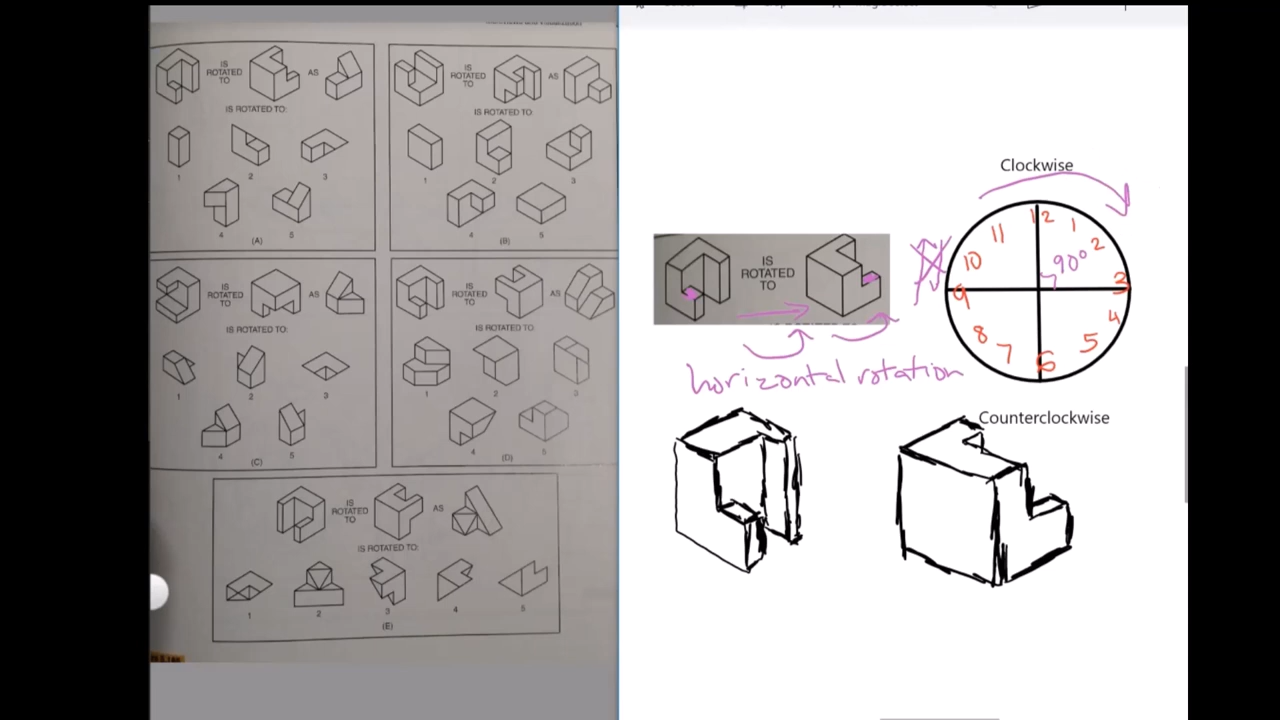 IS
ROTATED
TO
AS
IS ROTATED TO:
1
2
3
4
5
(A)
IS
ROTATED
TO
AS
IS ROTATED TO:
1
2
3
4
5
(B)
IS
ROTATED
TO
AS
IS ROTATED TO:
1
2
3
4
5
(C)
IS
ROTATED
TO
AS
IS ROTATED TO:
1
2
3
4
5
(D)
IS
ROTATED
TO
AS
IS ROTATED TO:
1
2
3
4
5
(E)
Clockwise
12
1
2
3
4
5
6
7
8
9
10
11
90°
IS
ROTATED
TO
horizontal rotation
Counterclockwise